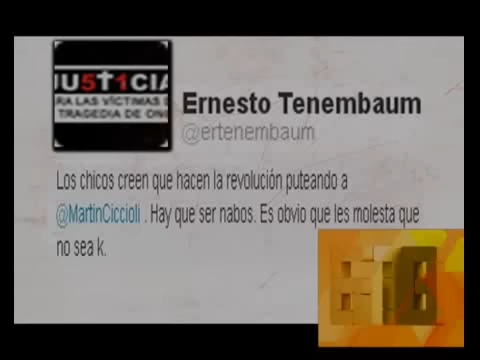 JU5T1CIA
RA LAS VÍCTIMAS D
TRAGEDIA DE ONC
Ernesto Tenembaum
@ertenembaum
Los chicos creen que hacen la revolución puteando a
@MartinCiccioli . Hay que ser nabos. Es obvio que les molesta que
no sea k.